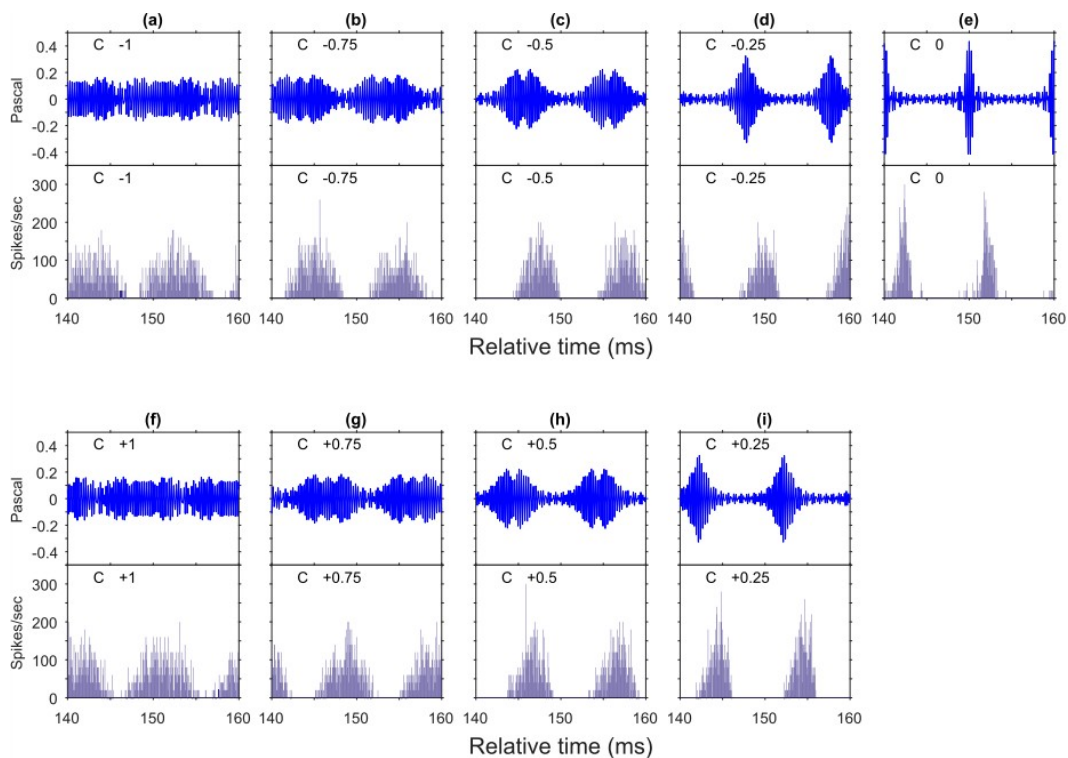 (a) (b) (c) (d) (e)
C -1 C -0.75 C -0.5 C -0.25 C 0
Pascal
0.4
0.2
0
-0.2
-0.4
C -1 C -0.75 C -0.5 C -0.25 C 0
Spikes/sec
300
200
100
0
140 150 160 140 150 160 140 150 160 140 150 160 140 150 160
Relative time (ms)
(f) (g) (h) (i)
C +1 C +0.75 C +0.5 C +0.25
Pascal
0.4
0.2
0
-0.2
-0.4
C +1 C +0.75 C +0.5 C +0.25
Spikes/sec
300
200
100
0
140 150 160 140 150 160 140 150 160 140 150 160
Relative time (ms)